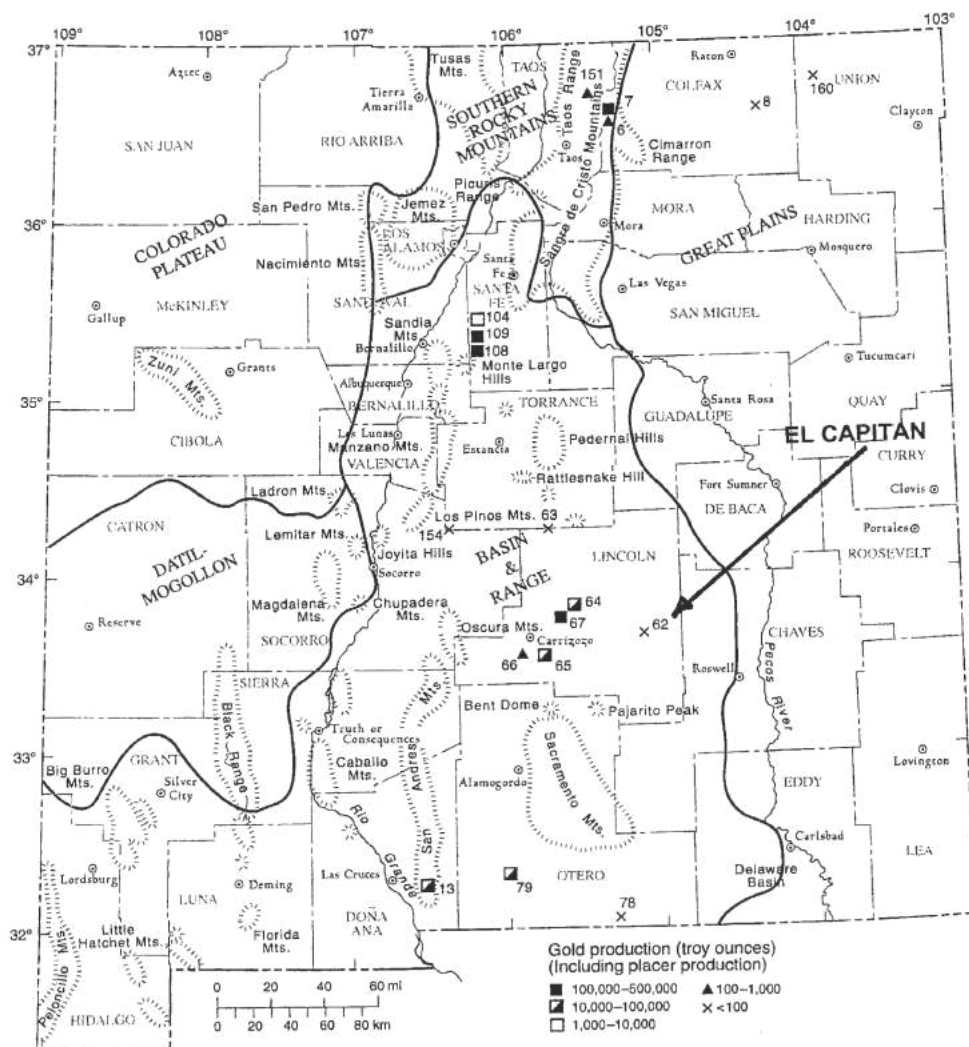 109°
108°
107°
106°
105°
104°
103°
37°
36°
35°
34°
33°
32°
Aztec
Tusas
Mts.
TAOS
Taos Range
151
Raton
COLFAX
UNION
160
8
7
6
Clayton
Tierra
Amarilla
SAN JUAN
RIO ARRIBA
SOUTHERN
ROCKY
MOUNTAINS
Taos
Sangre de Cristo Mountains
Cimarron
Range
Picuris
Range
San Pedro Mts.
Jemez
Mts.
LOS
ALAMOS
MORA
Mora
HARDING
Mosquero
COLORADO
PLATEAU
GREAT PLAINS
Nacimiento Mts.
Santa
Fe
SANTA
FE
Las Vegas
McKINLEY
SANDOVAL
SAN MIGUEL
Gallup
Sandia
Mts.
104
109
108
Bernalillo
Monte Largo
Hills
Tucumcari
Zuni Mts.
Grants
Albuquerque
BERNALILLO
TORRANCE
Santa Rosa
GUADALUPE
QUAY
CIBOLA
Los Lunas
Manzano Mts.
VALENCIA
Estancia
Pedernal Hills
EL CAPITÁN
CURRY
Rattlesnake Hill
Fort Sumner
DE BACA
Clovis
Ladron Mts.
Los Pinos Mts.
63
154
Portales
ROOSEVELT
CATRON
Lemitar Mts.
Joyita Hills
Socorro
BASIN
&
RANGE
LINCOLN
DATIL-
MOGOLLON
Magdalena
Mts.
Chupadera
Mts.
64
67
62
CHAVES
Reserve
SOCORRO
Oscura Mts.
Carrizozo
66
65
Roswell
Pecos
River
SIERRA
Mts
Bent Dome
Pajarito Peak
Black Range
Truth or
Consequences
GRANT
Caballo Mts.
Andres
San
Alamogordo
Sacramento
Mts.
EDDY
Lovington
Big Burro
Mts.
Silver
City
Rio
Grande
Carlsbad
LEA
Lordsburg
Deming
Las Cruces
13
79
OTERO
78
Delaware
Basin
LUNA
DOÑA
ANA
Little
Hatchet Mts.
Florida
Mts.
Peloncillo Mts
HIDALGO
0 20 40 60 mi
0 20 40 60 80 km
Gold production (troy ounces)
(Including placer production)
100,000–500,000
10,000–100,000
1,000–10,000
100–1,000
<100